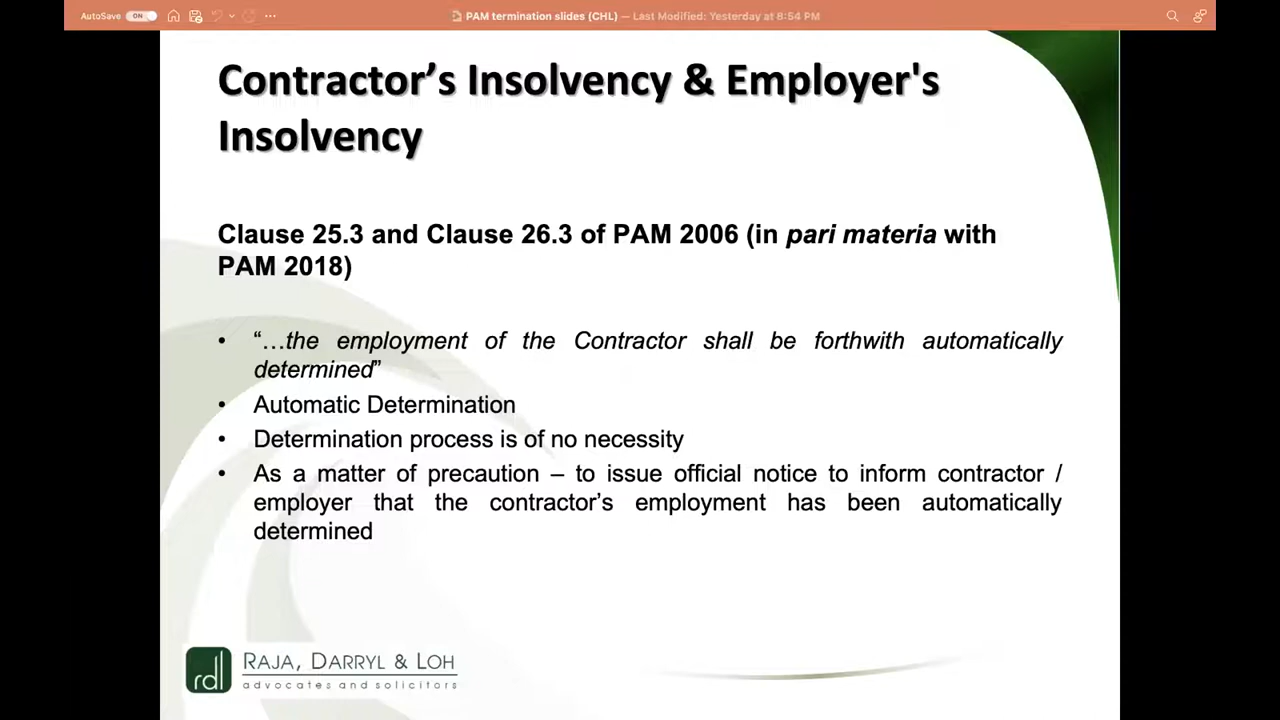 AutoSave ON PAM termination slides (CHL) — Last Modified: Yesterday at 8:54 PM
Contractor’s Insolvency & Employer's
Insolvency
Clause 25.3 and Clause 26.3 of PAM 2006 (in pari materia with
PAM 2018)
• “…the employment of the Contractor shall be forthwith automatically
determined”
• Automatic Determination
• Determination process is of no necessity
• As a matter of precaution – to issue official notice to inform contractor /
employer that the contractor’s employment has been automatically
determined
rdl RAJA, DARRYL & LOH
advocates and solicitors